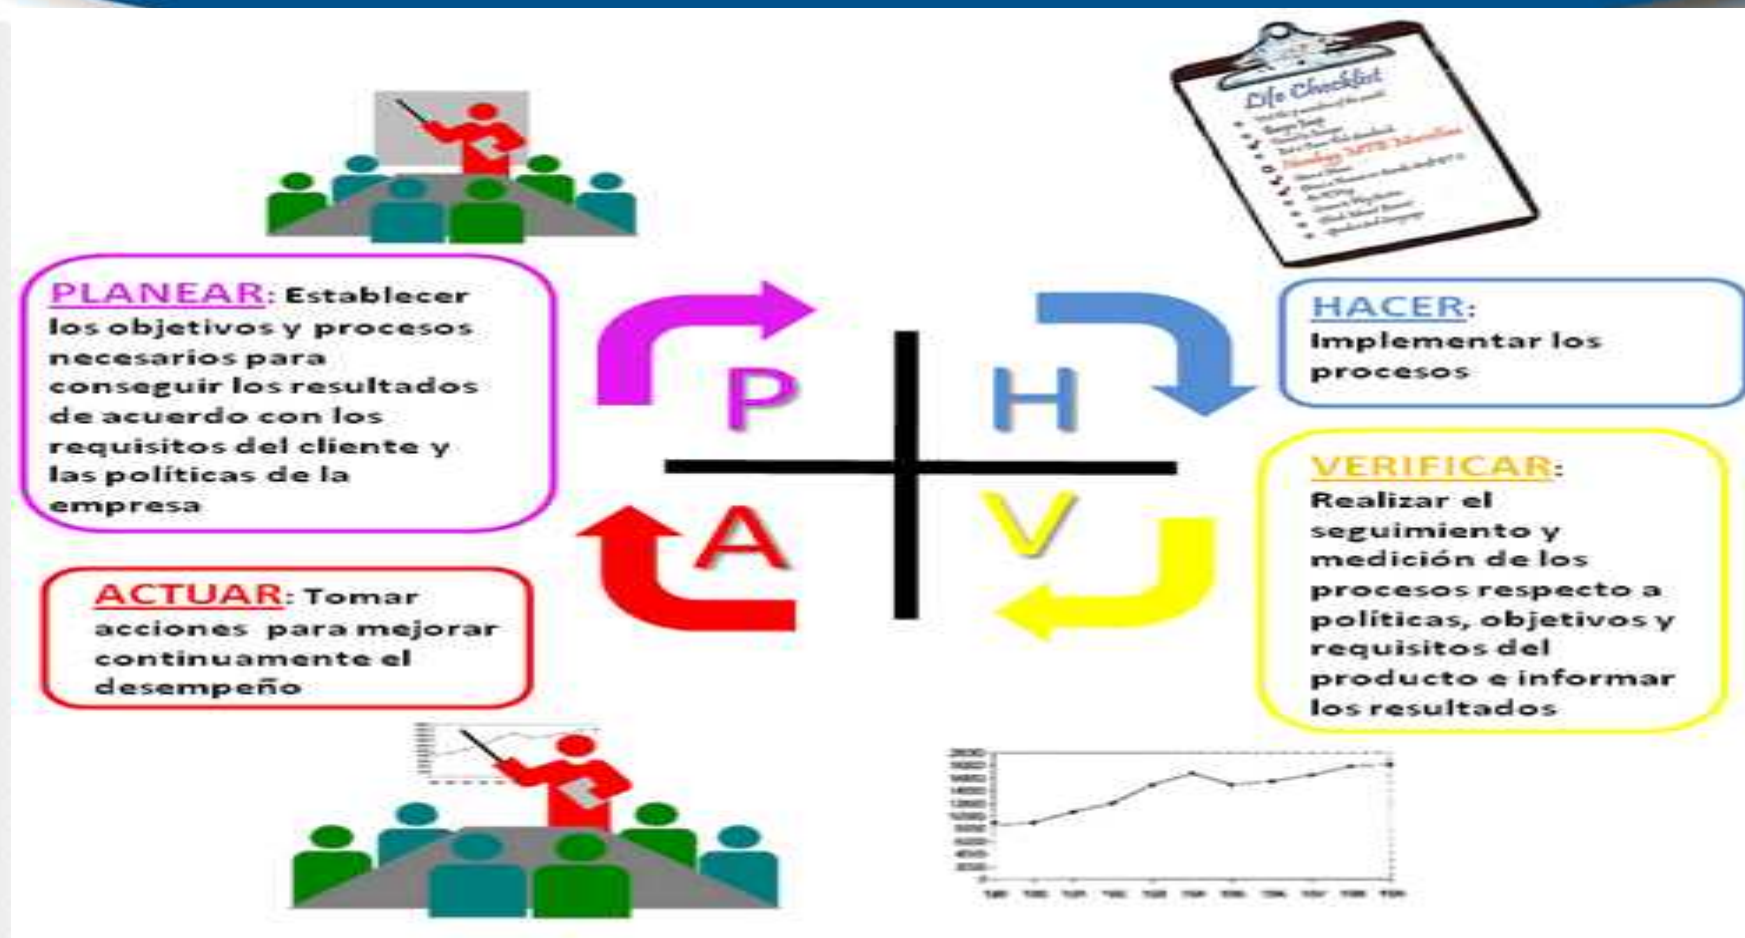 Life Checklist
PLANEAR: Establecer
los objetivos y procesos
necesarios para
conseguir los resultados
de acuerdo con los
requisitos del cliente y
las políticas de la
empresa
P
H
HACER:
Implementar los
procesos
A
V
VERIFICAR:
Realizar el
seguimiento y
medición de los
procesos respecto a
políticas, objetivos y
requisitos del
producto e informar
los resultados
ACTUAR: Tomar
acciones para mejorar
continuamente el
desempeño